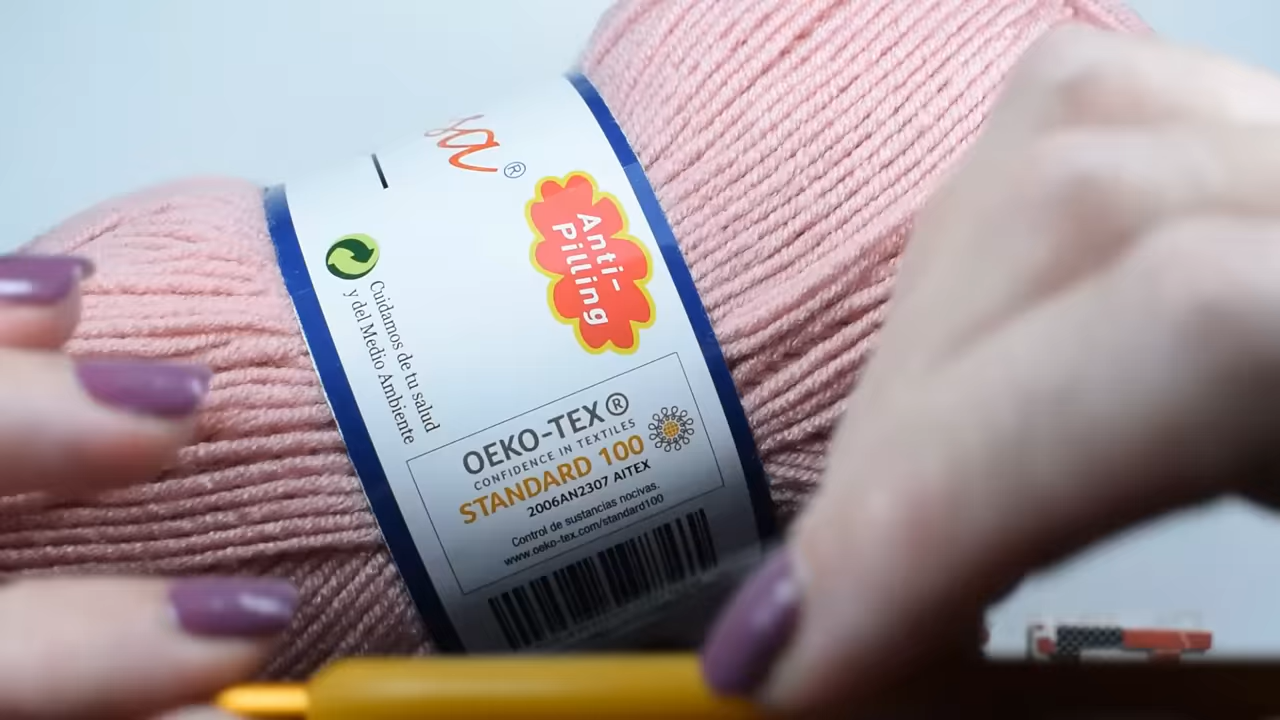 ®
Anti-
Pilling
Cuidamos de tu salud
y del Medio Ambiente
OEKO-TEX®
CONFIDENCE IN TEXTILES
STANDARD 100
2006AN2307 AITEX
Control de sustancias nocivas.
www.oeko-tex.com/standard100